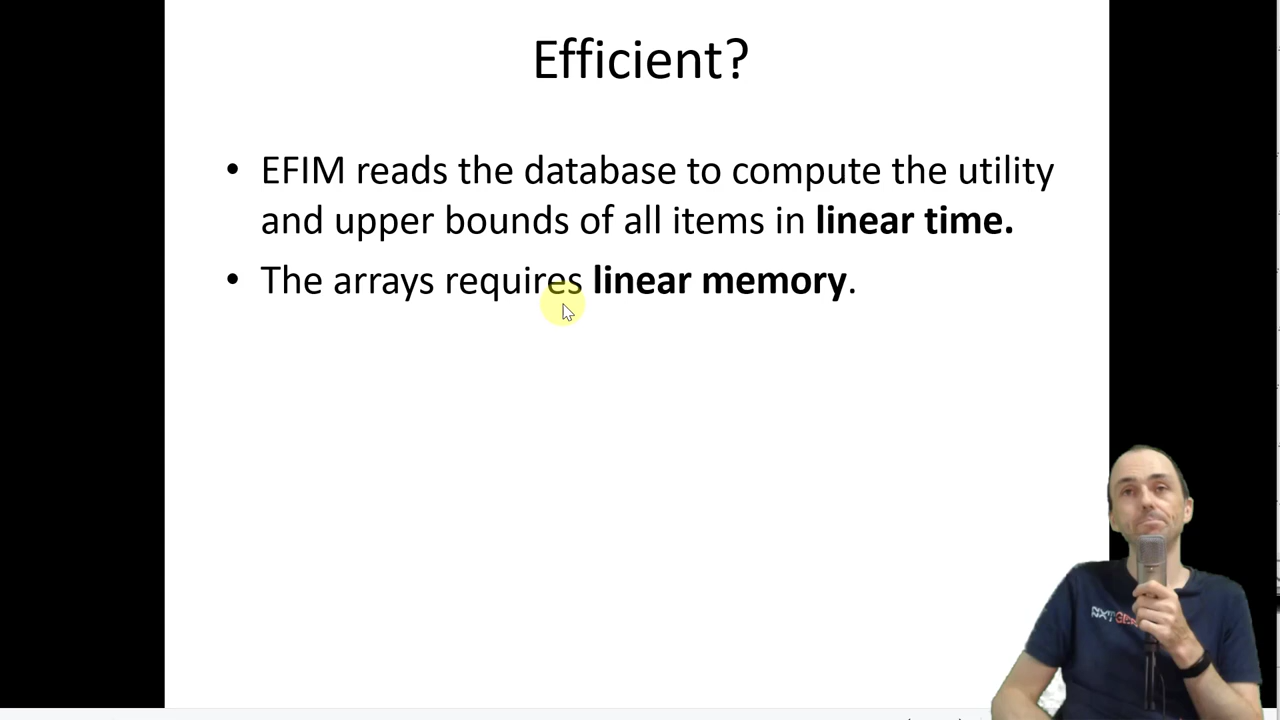 Efficient?
• EFIM reads the database to compute the utility
and upper bounds of all items in linear time.
• The arrays requires linear memory.